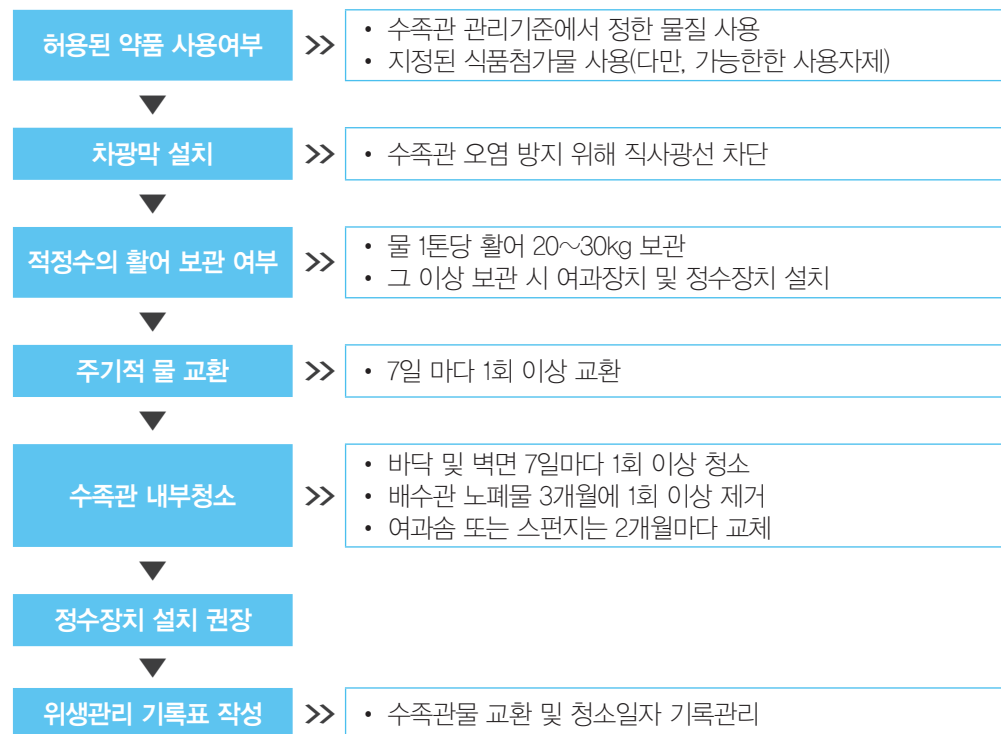 허용된 약품 사용여부
• 수족관 관리기준에서 정한 물질 사용
• 지정된 식품첨가물 사용(다만, 가능한한 사용자제)
차광막 설치
• 수족관 오염 방지 위해 직사광선 차단
적정수의 활어 보관 여부
• 물 1톤당 활어 20～30kg 보관
• 그 이상 보관 시 여과장치 및 정수장치 설치
주기적 물 교환
• 7일 마다 1회 이상 교환
수족관 내부청소
• 바닥 및 벽면 7일마다 1회 이상 청소
• 배수관 노폐물 3개월에 1회 이상 제거
• 여과솜 또는 스펀지는 2개월마다 교체
정수장치 설치 권장
위생관리 기록표 작성
• 수족관물 교환 및 청소일자 기록관리